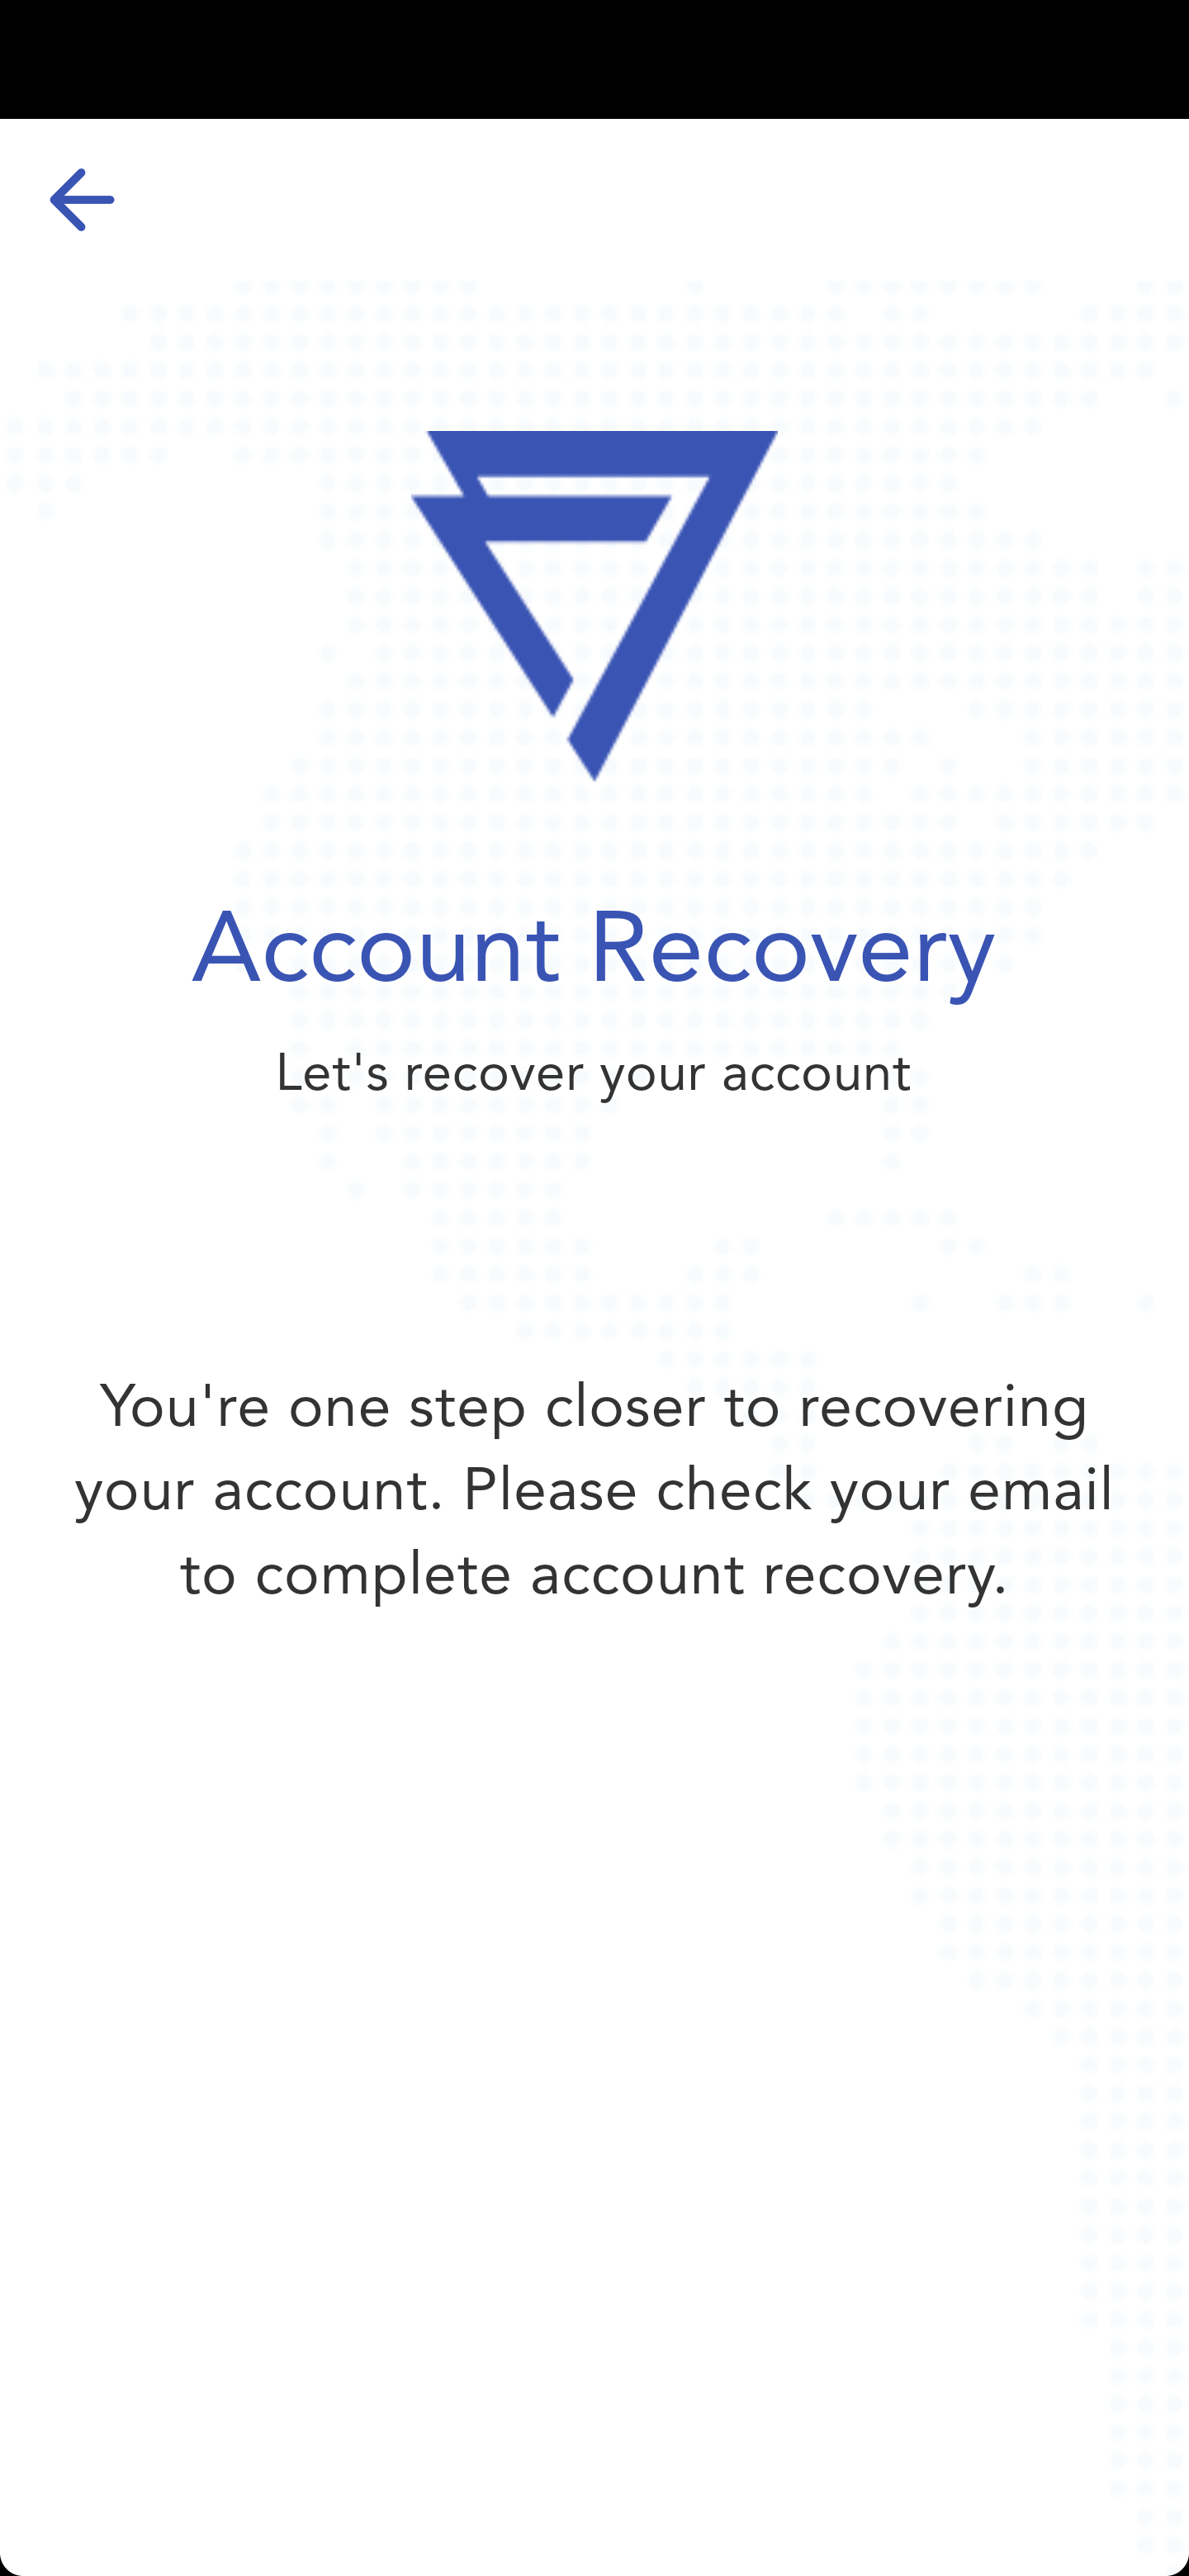 Account Recovery
Let's recover your account
You're one step closer to recovering
your account. Please check your email
to complete account recovery.